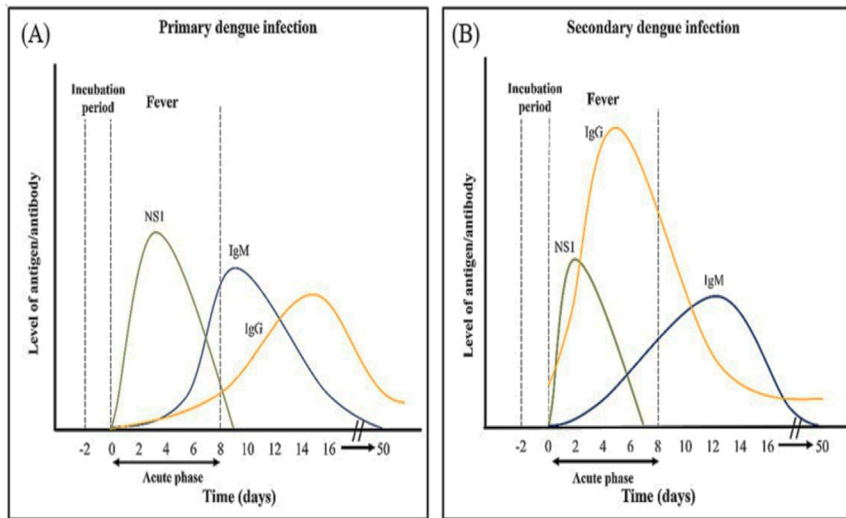 (A)
Primary dengue infection
Incubation
period
Fever
NS1
IgM
IgG
Level of antigen/antibody
-2 0 2 4 6 8 10 12 14 16 50
Acute phase
Time (days)
(B)
Secondary dengue infection
Incubation
period
Fever
IgG
NS1
IgM
Level of antigen/antibody
-2 0 2 4 6 8 10 12 14 16 50
Acute phase
Time (days)